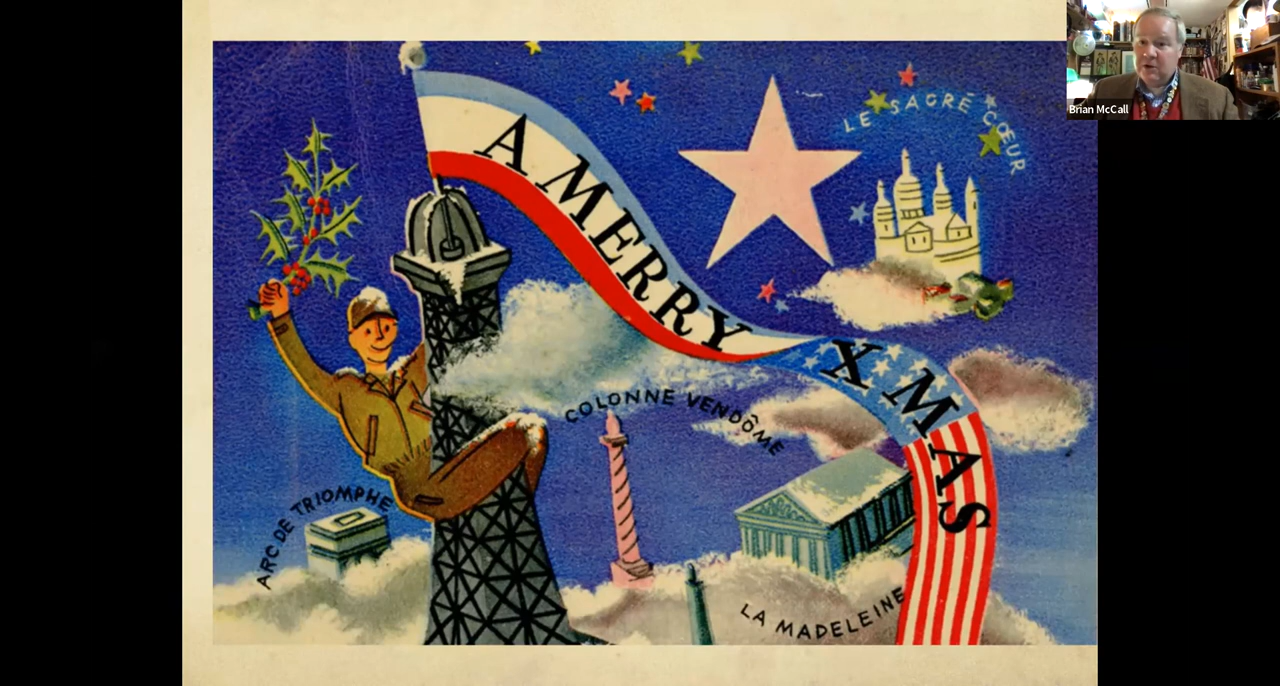 Brian McCall
LE SACRÉ CŒUR
A MERRY XMAS
COLONNE VENDÔME
ARC DE TRIOMPHE
LA MADELEINE